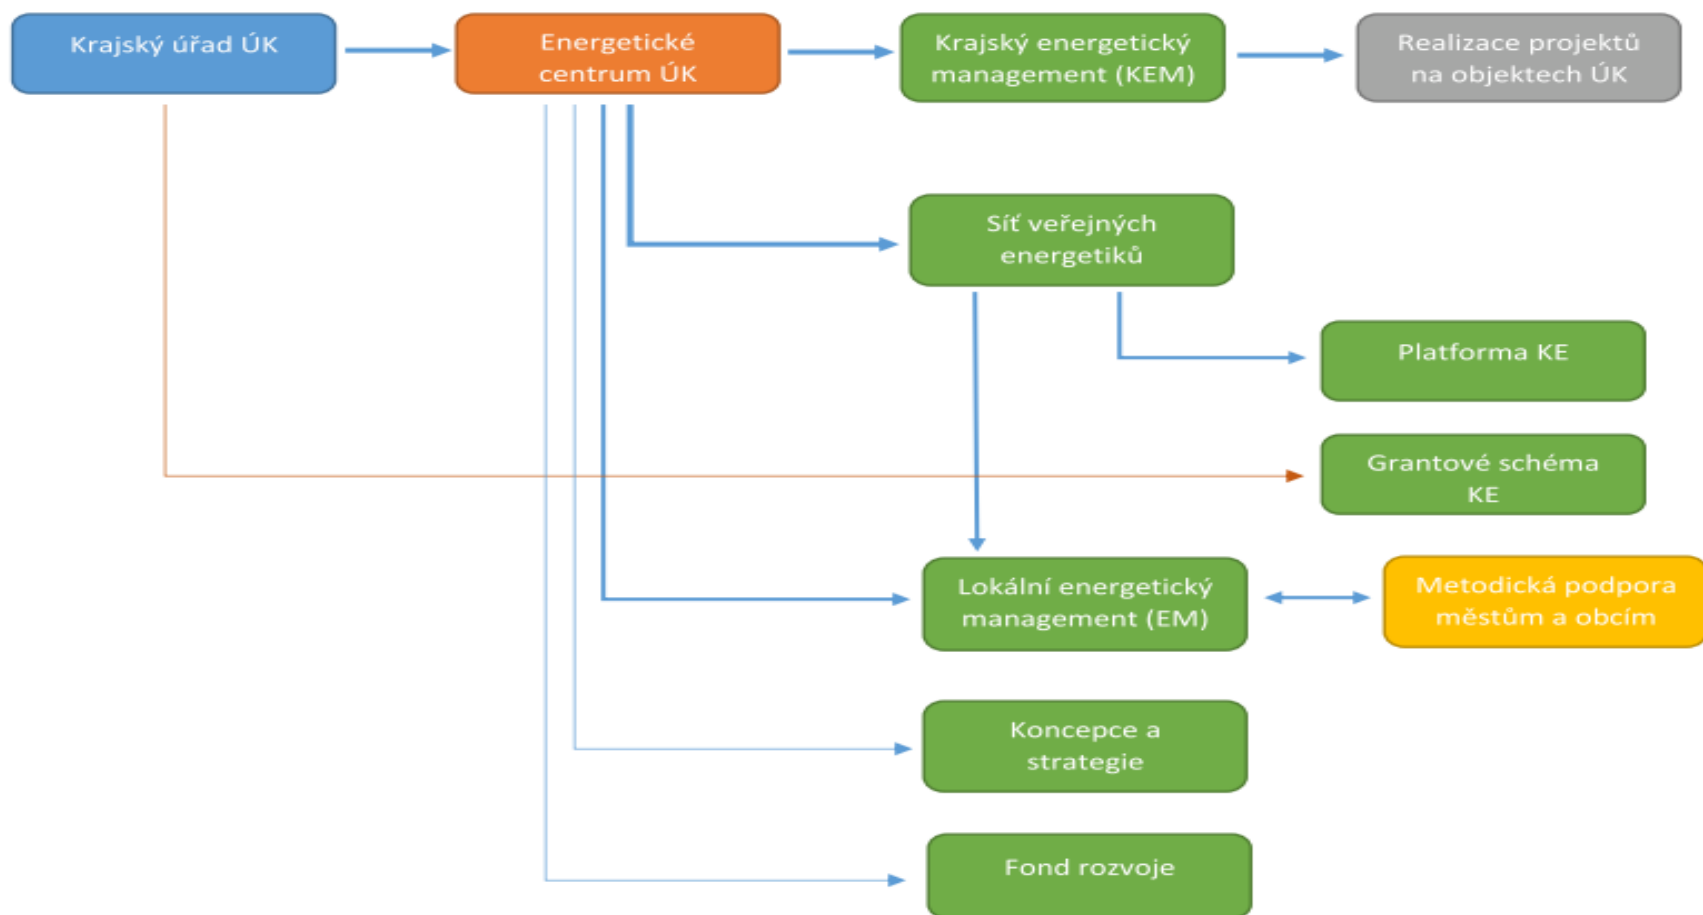 Krajský úřad ÚK
Energetické
centrum ÚK
Krajský energetický
management (KEM)
Realizace projektů
na objektech ÚK
Síť veřejných
energetiků
Platforma KE
Grantové schéma
KE
Lokální energetický
management (EM)
Metodická podpora
městům a obcím
Koncepce a
strategie
Fond rozvoje